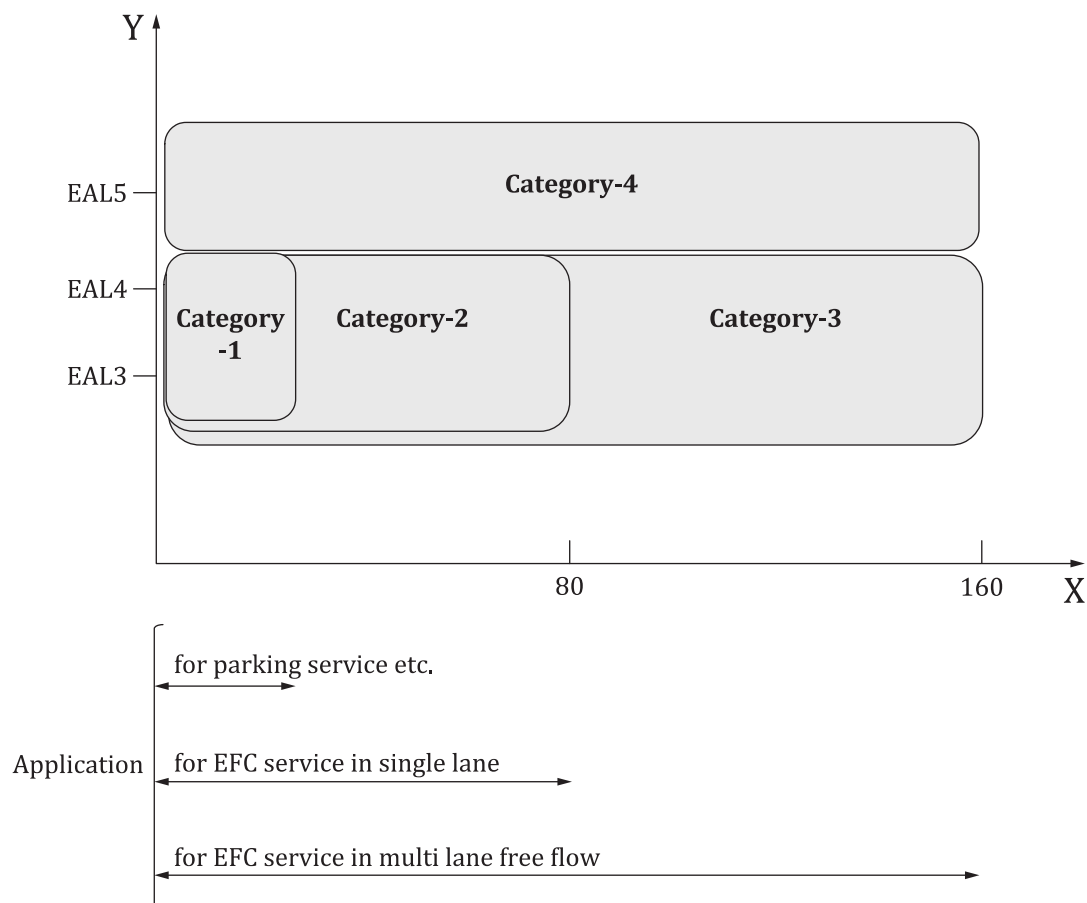 Y
Category-4
EAL5
EAL4
Category
-1
Category-2
Category-3
EAL3
80
160
X
for parking service etc.
Application
for EFC service in single lane
for EFC service in multi lane free flow